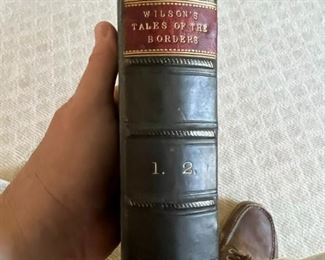 WILSON'S
TALES OF THE
BORDERS
1. 2.